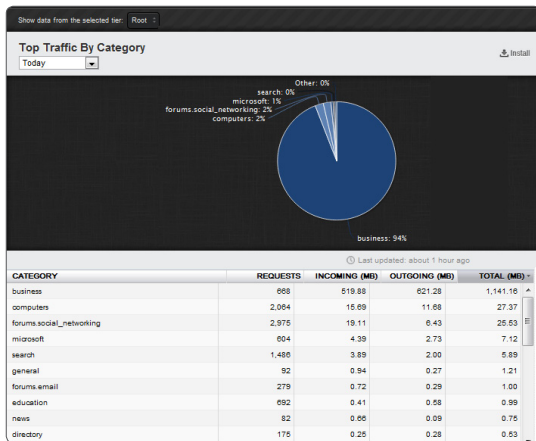 Show data from the selected tier: Root
Top Traffic By Category
Today
Install
Other: 0%
search: 0%
microsoft: 1%
forums.social_networking: 2%
computers: 2%
business: 94%
Last updated: about 1 hour ago
CATEGORY REQUESTS INCOMING (MB) OUTGOING (MB) TOTAL (MB)
business 668 519.88 621.28 1,141.16
computers 2,064 15.69 11.68 27.37
forums.social_networking 2,975 19.11 6.43 25.53
microsoft 604 4.39 2.73 7.12
search 1,486 3.89 2.00 5.89
general 92 0.94 0.27 1.21
forums.email 279 0.72 0.29 1.00
education 692 0.41 0.58 0.99
news 82 0.66 0.09 0.75
directory 175 0.25 0.28 0.53